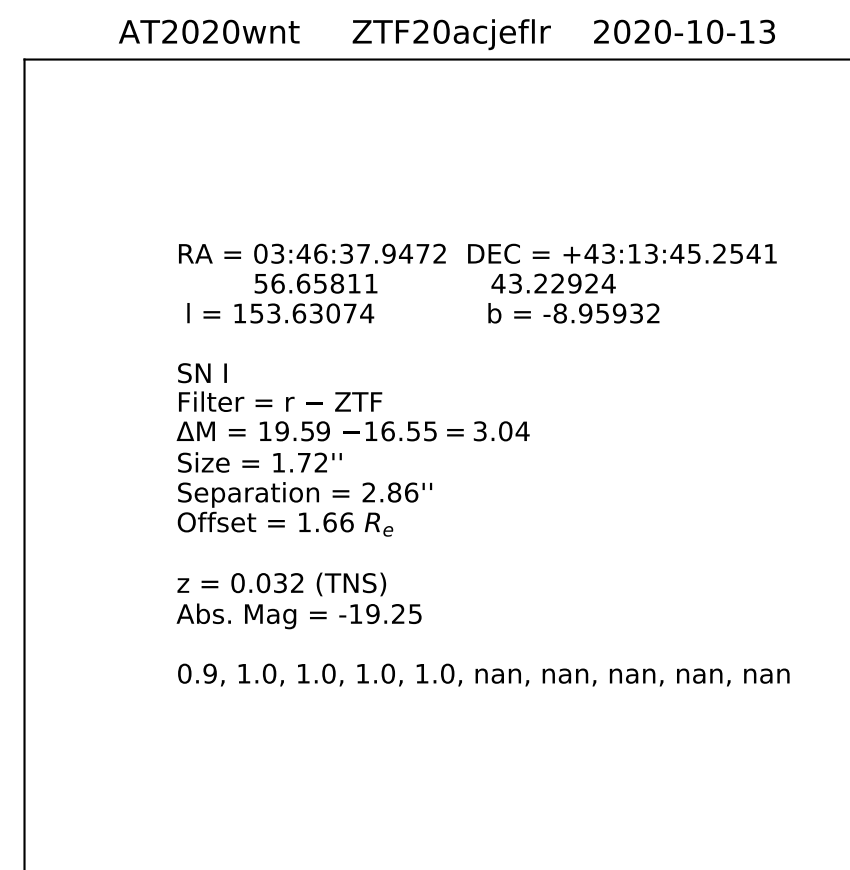 AT2020wnt ZTF20acjeflr 2020-10-13
RA = 03:46:37.9472 DEC = +43:13:45.2541
56.65811 43.22924
l = 153.63074 b = -8.95932
SN I
Filter = r − ZTF
ΔM = 19.59 −16.55 = 3.04
Size = 1.72''
Separation = 2.86''
Offset = 1.66 Rₑ
z = 0.032 (TNS)
Abs. Mag = -19.25
0.9, 1.0, 1.0, 1.0, 1.0, nan, nan, nan, nan, nan